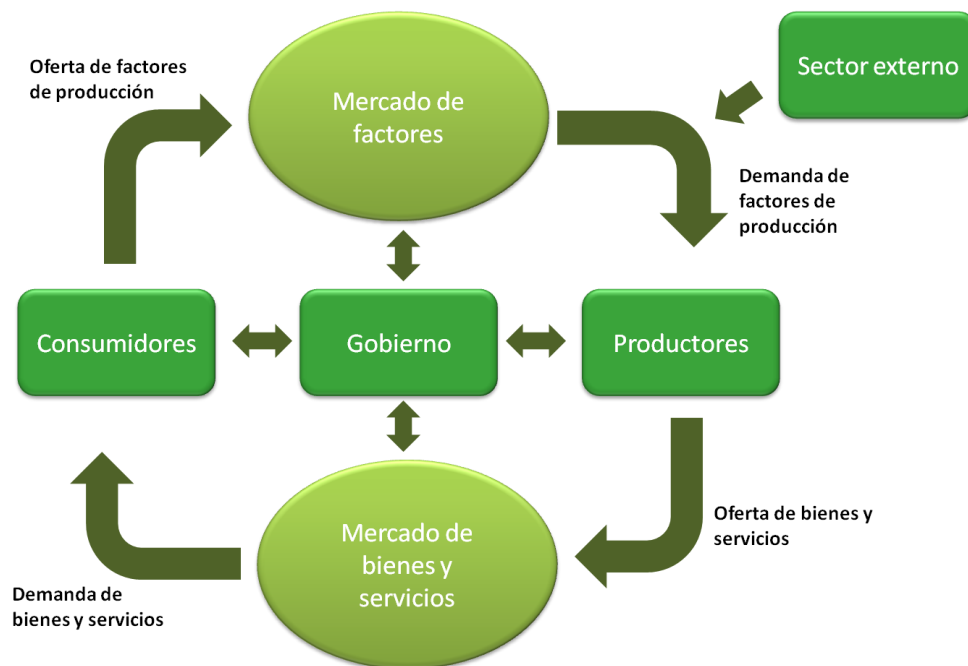 Oferta de factores
de producción
Mercado de
factores
Sector externo
Demanda de
factores de
producción
Consumidores
Gobierno
Productores
Oferta de bienes y
servicios
Mercado de
bienes y
servicios
Demanda de
bienes y servicios